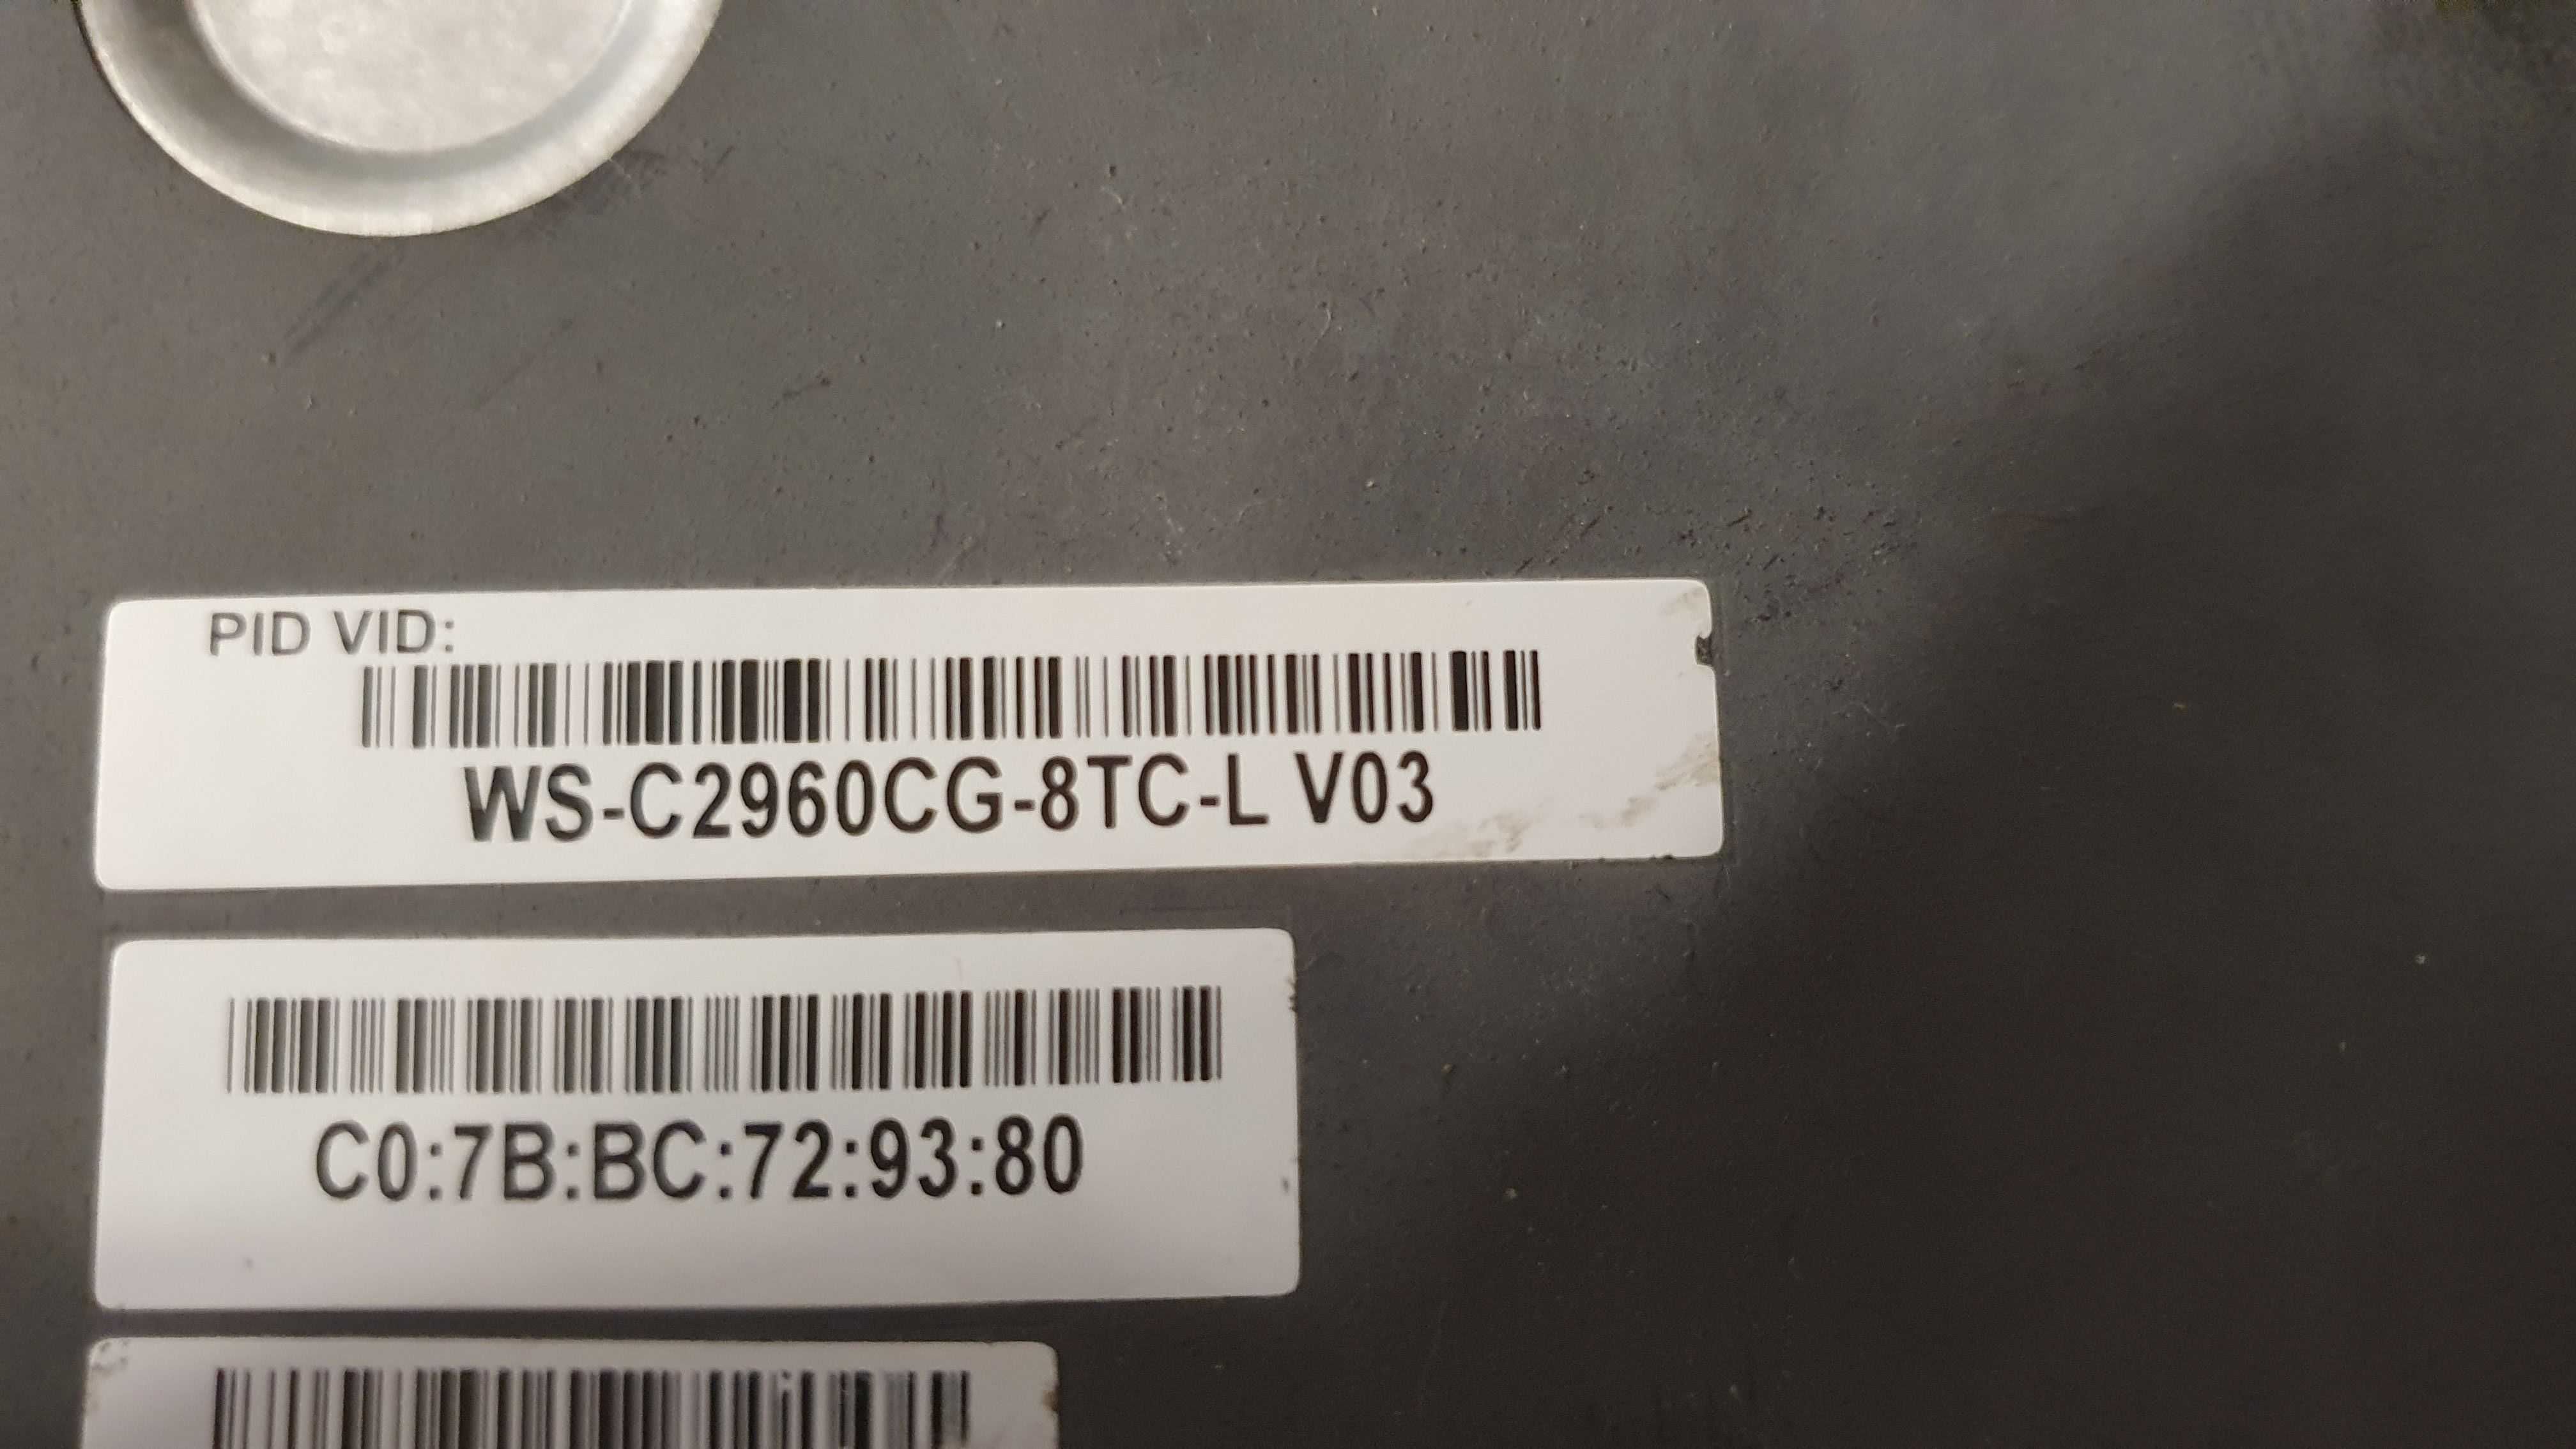 PID VID:
WS-C2960CG-8TC-L V03
C0:7B:BC:72:93:80